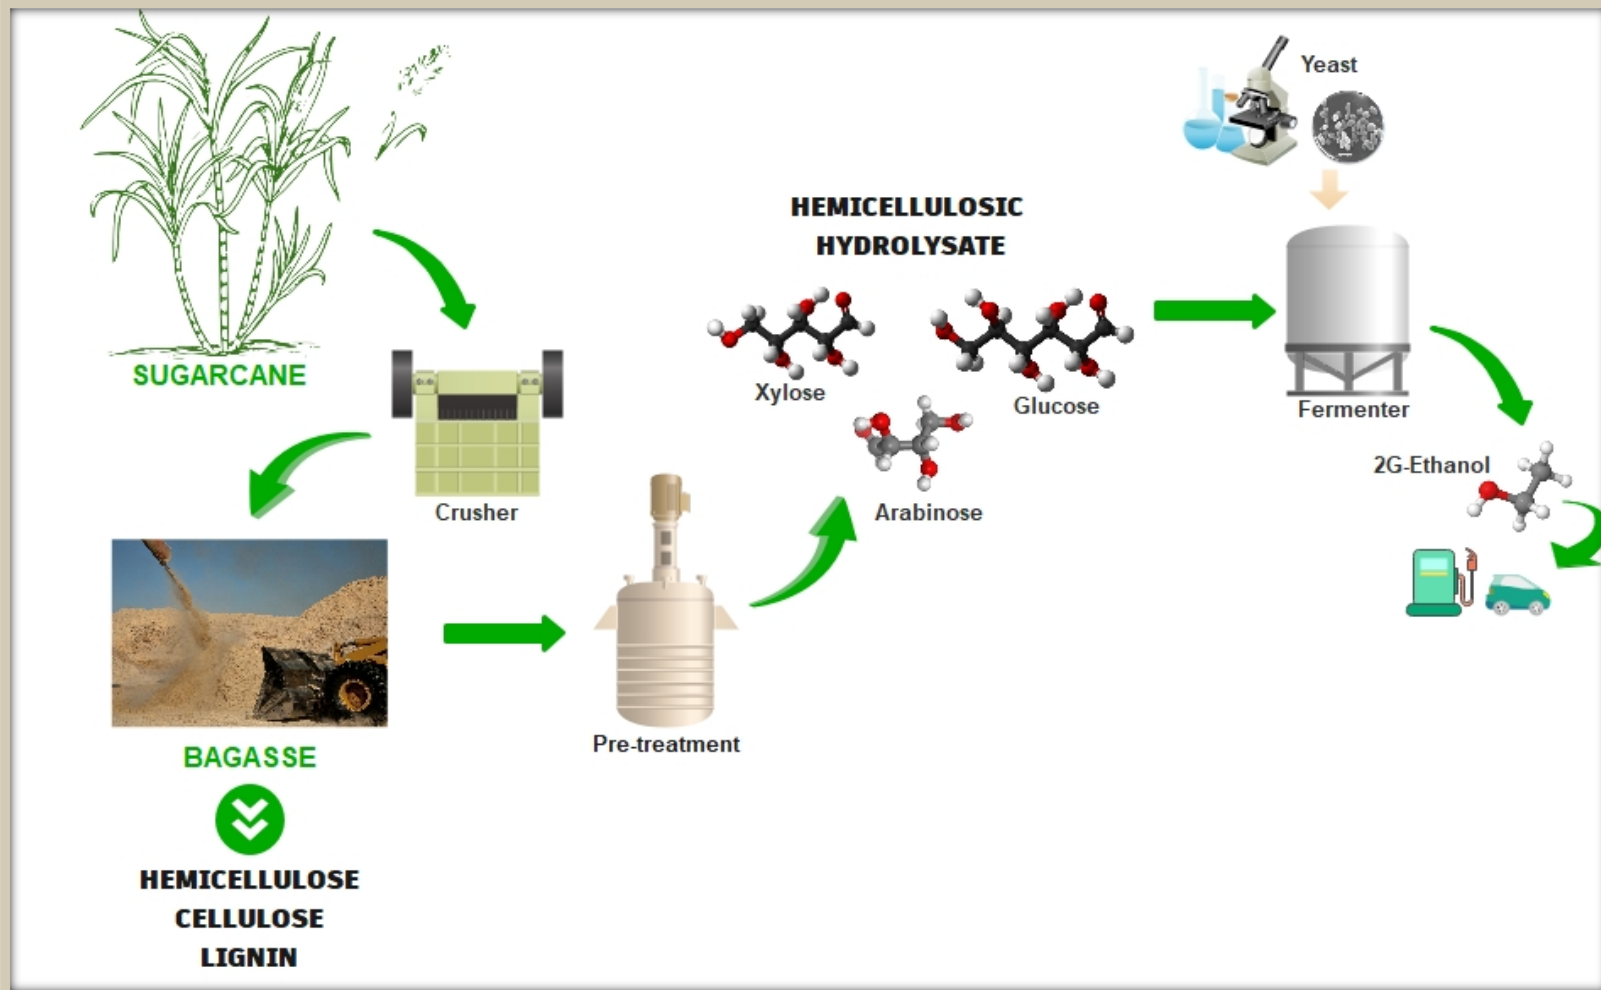 SUGARCANE
Crusher
BAGASSE
HEMICELLULOSE
CELLULOSE
LIGNIN
Pre-treatment
HEMICELLULOSIC
HYDROLYSATE
Xylose
Glucose
Arabinose
Yeast
Fermenter
2G-Ethanol